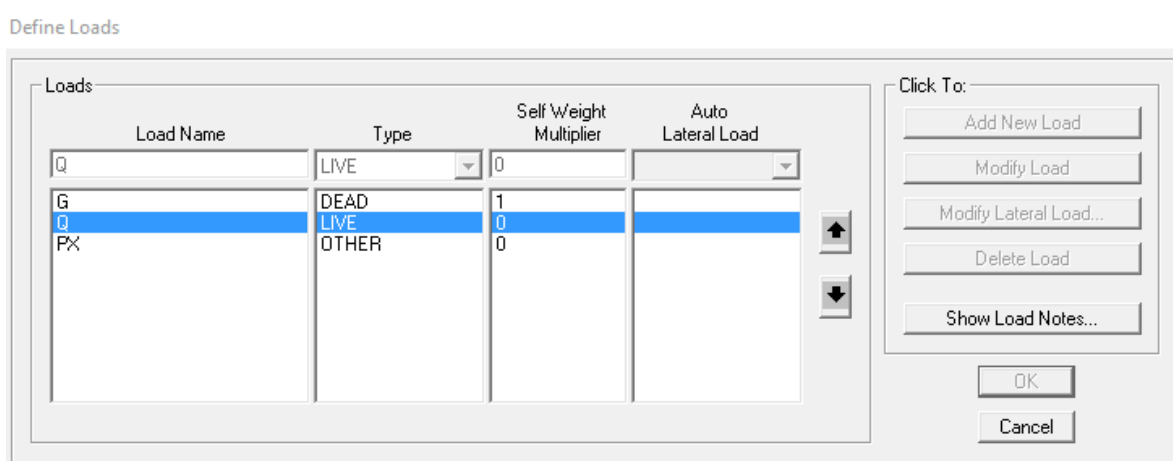 Define Loads
Loads
Click To:
Load Name
Type
Self Weight
Multiplier
Auto
Lateral Load
Q LIVE 0
G DEAD 1
Q LIVE 0
PX OTHER 0
Add New Load
Modify Load
Modify Lateral Load...
Delete Load
Show Load Notes...
OK
Cancel